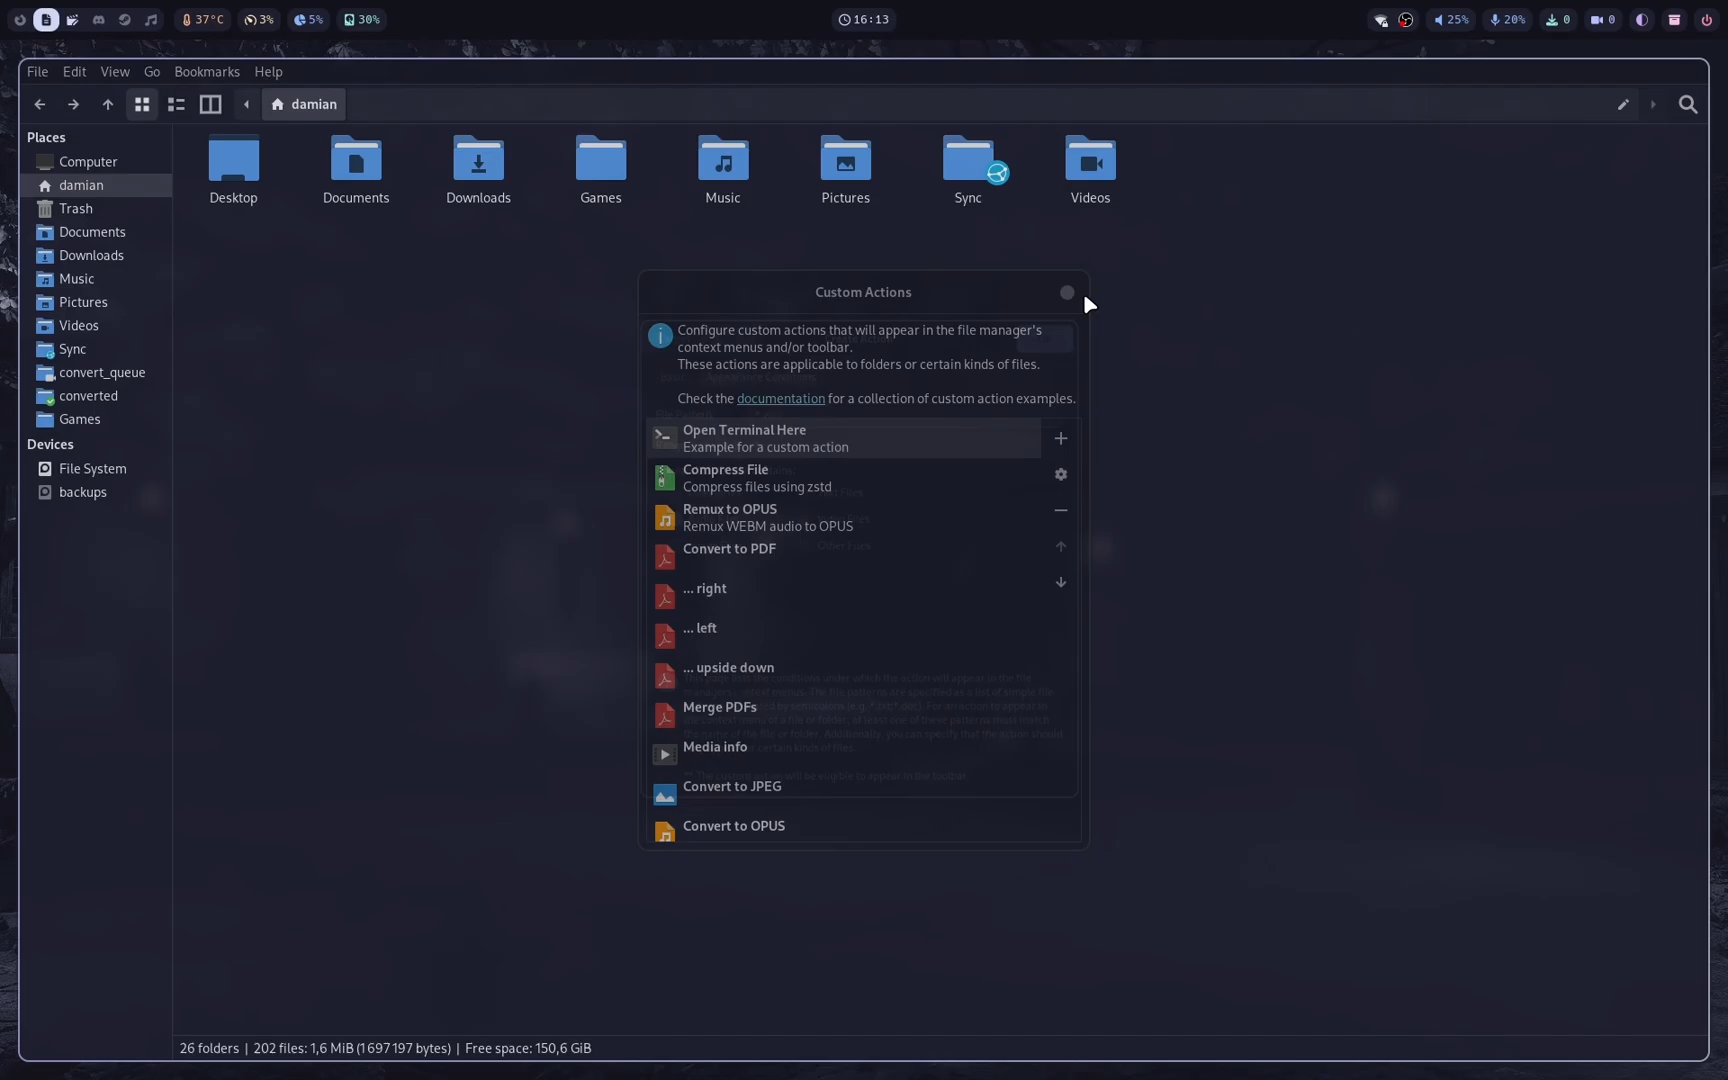 37°C
3%
5%
30%
16:13
25%
20%
0
0
File Edit View Go Bookmarks Help
damian
Places
Computer
damian
Trash
Documents
Downloads
Music
Pictures
Videos
Sync
convert_queue
converted
Games
Devices
File System
backups
Desktop
Documents
Downloads
Games
Music
Pictures
Sync
Videos
Custom Actions
Configure custom actions that will appear in the file manager's
context menus and/or toolbar.
These actions are applicable to folders or certain kinds of files.
Check the documentation for a collection of custom action examples.
Open Terminal Here
Example for a custom action
Compress File
Compress files using zstd
Remux to OPUS
Remux WEBM audio to OPUS
Convert to PDF
... right
... left
... upside down
Merge PDFs
Media info
Convert to JPEG
Convert to OPUS
26 folders | 202 files: 1,6 MiB (1 697 197 bytes) | Free space: 150,6 GiB